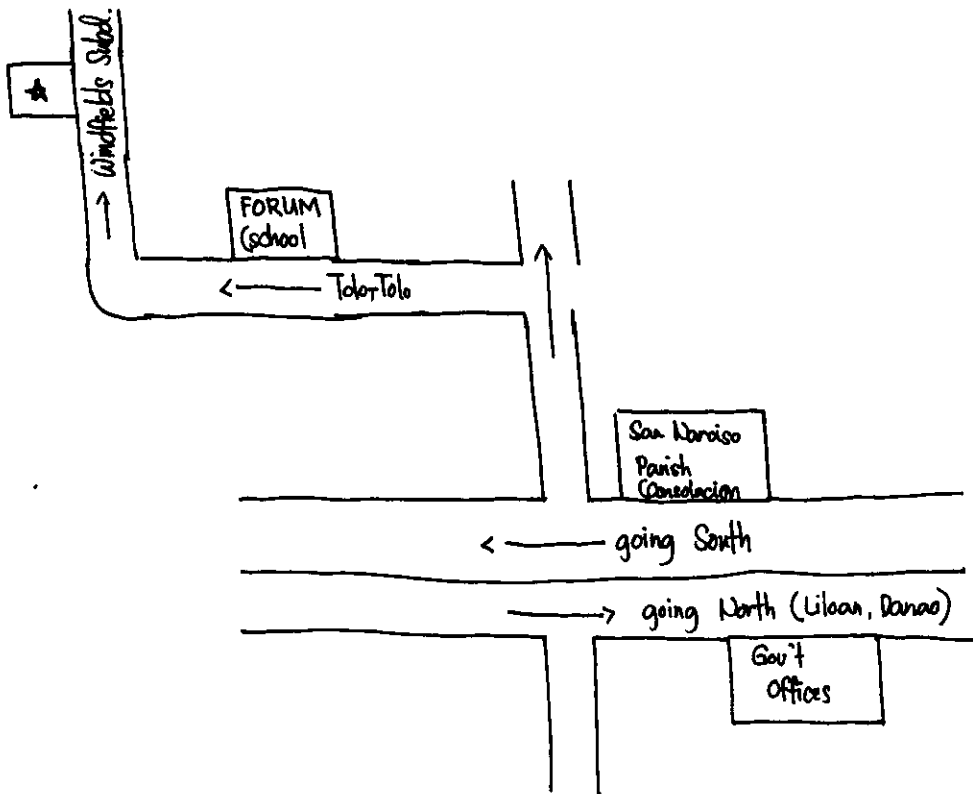 Windfields Subd.
FORUM
(school
Tolo-Tolo
San Narciso
Parish
Consolacion
going South
going North (Liloan, Danao)
Gov't
Offices